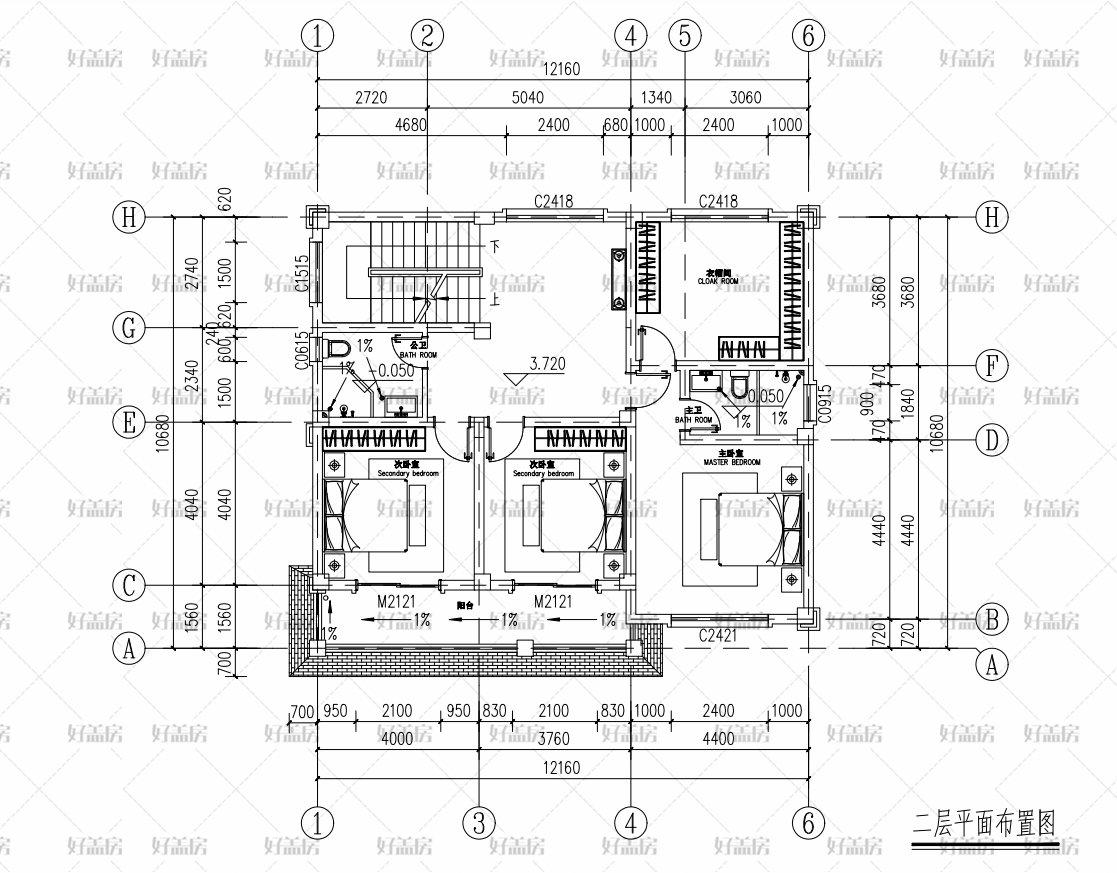 1 2 4 5 6
12160
2720 5040 1340 3060
4680 2400 680 1000 2400 1000
H C2418 C2418 H
620
2740 1500 C1515 下
衣帽间
CLOAK ROOM
3680 3680
上
G 620
240 600 C0615 1% 公卫
BATH ROOM
3.720 F
1% -0.050
2340 1500 470
-0.050 C0915 900 1840
主卫
BATH ROOM 1% 1%
E 470 D
10680 10680
次卧室 次卧室 主卧室
Secondary bedroom Secondary bedroom MASTER BEDROOM
4040 4040 4440 4440
C M2121 阳台 M2121
1560 1560 1% 1% 1% 1% C2421 720 720 B
A 700 A
700 950 2100 950 830 2100 830 1000 2400 1000
4000 3760 4400
12160
1 3 4 6
二层平面布置图
好盖房